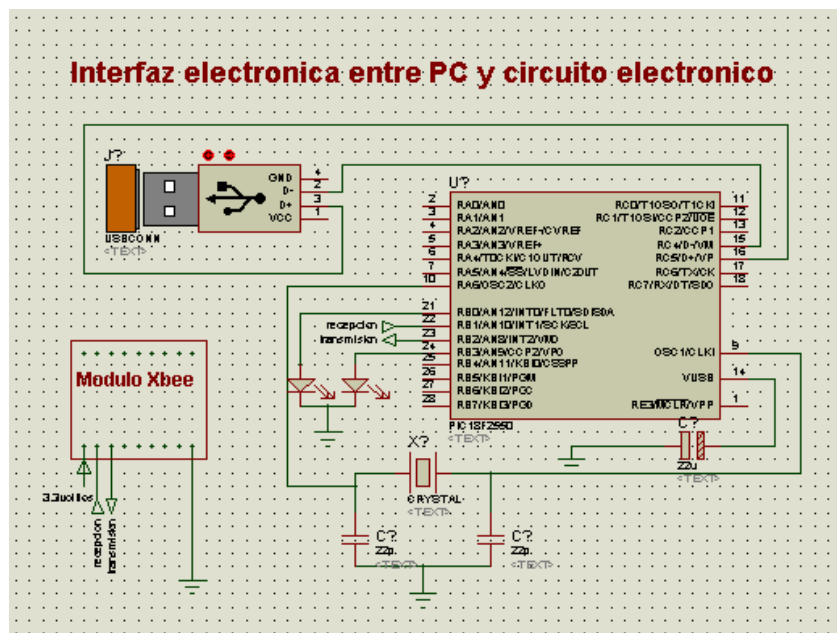 Interfaz electronica entre PC y circuito electronico
J?
GND 4
D- 2
D+ 3
VCC 1
USBCONN
<TEXT>
U?
2 RA0/AN0
3 RA1/AN1
4 RA2/AN2/VREF-/CVREF
5 RA3/AN3/VREF+
6 RA4/T0CKI/C1OUT/RCV
7 RA5/AN4/SS/LVDIN/C2OUT
10 RA6/OSC2/CLKO
21 RB0/AN12/INT0/FLT0/SDI/SDA
22 RB1/AN10/INT1/SCK/SCL
23 RB2/AN8/INT2/VMO
24 RB3/AN9/CCP2/VPO
25 RB4/AN11/KBI0/CSSPP
26 RB5/KBI1/PGM
27 RB6/KBI2/PGC
28 RB7/KBI3/PGD
RC0/T1OSO/T1CKI 11
RC1/T1OSI/CCP2/UOE 12
RC2/CCP1 13
RC4/D-/VM 15
RC5/D+/VP 16
RC6/TX/CK 17
RC7/RX/DT/SDO 18
OSC1/CLKI 9
VUSB 14
RE3/MCLR/VPP 1
PIC18F2550
<TEXT>
recepcion
transmision
Modulo Xbee
3.3voltios
recepcion
transmision
C?
22u
<TEXT>
X?
CRYSTAL
<TEXT>
C?
22p.
<TEXT>
C?
22p.
<TEXT>